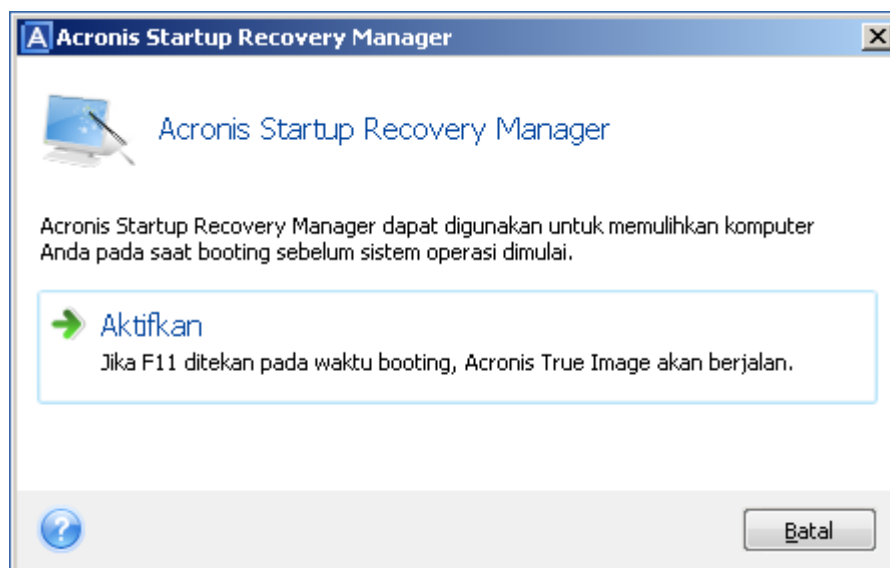 Acronis Startup Recovery Manager
Acronis Startup Recovery Manager
Acronis Startup Recovery Manager dapat digunakan untuk memulihkan komputer
Anda pada saat booting sebelum sistem operasi dimulai.
Aktifkan
Jika F11 ditekan pada waktu booting, Acronis True Image akan berjalan.
Batal